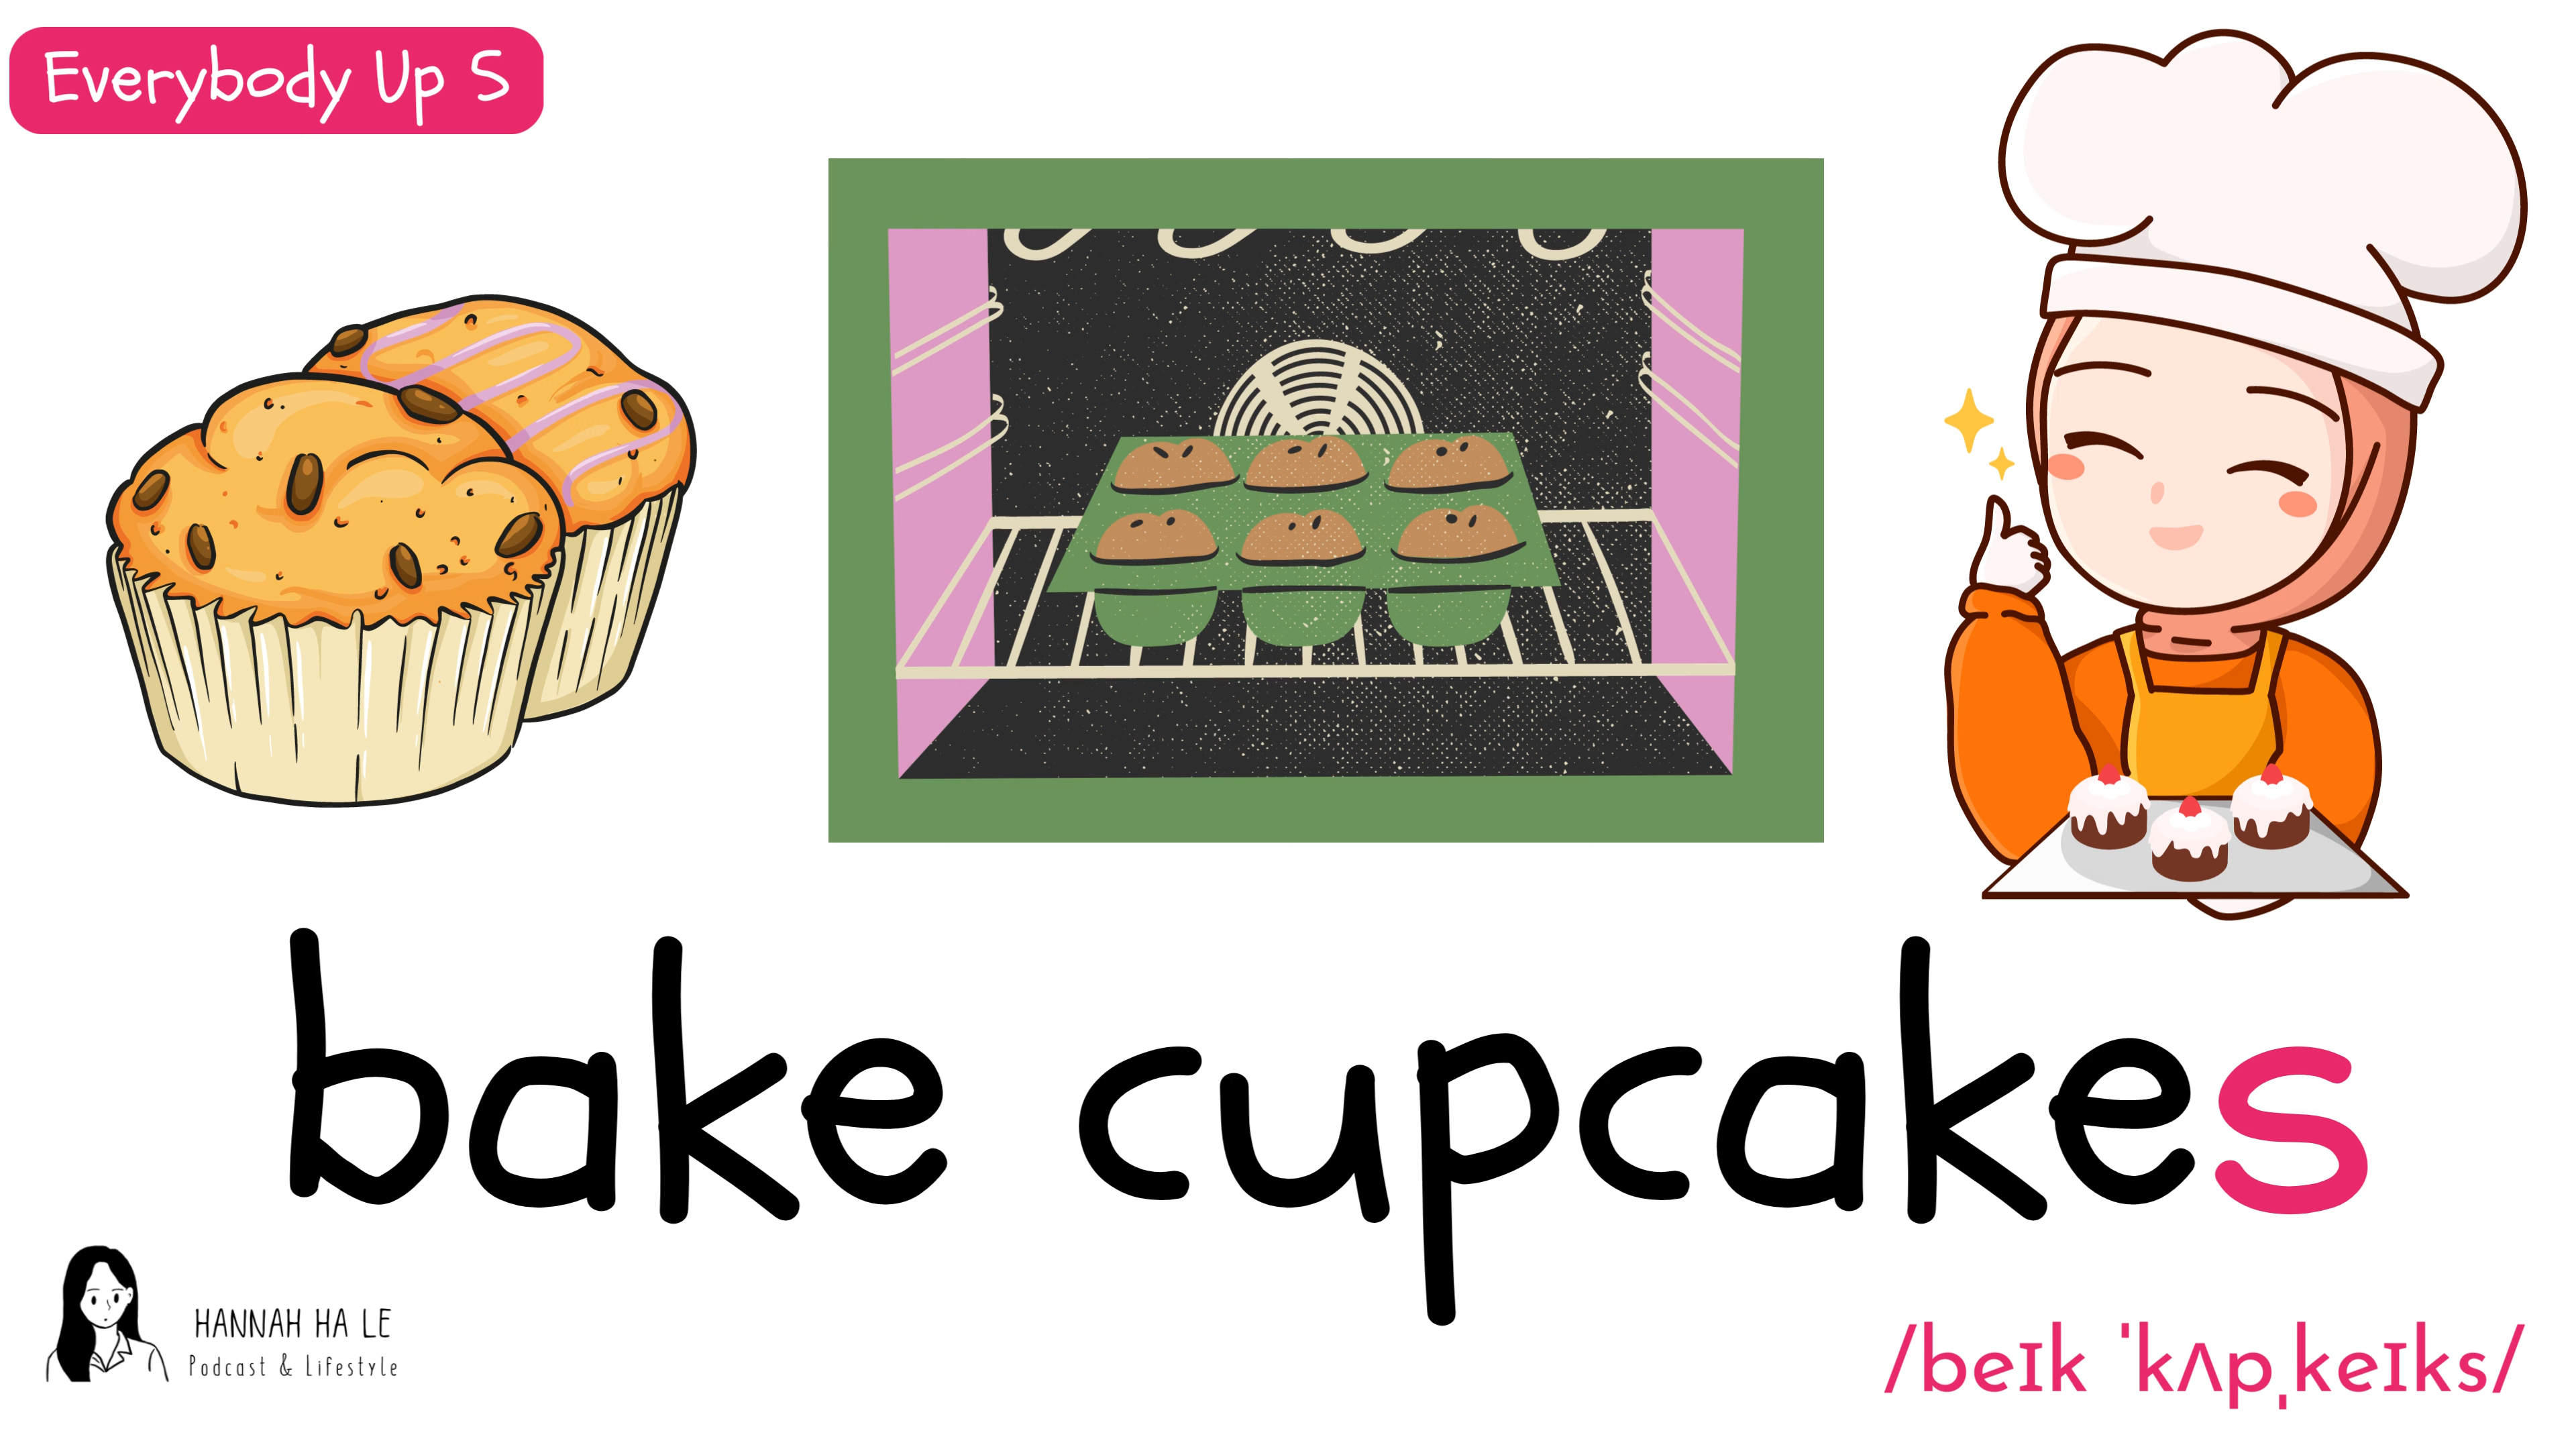 Everybody Up 5
bake cupcakes
HANNAH HA LE
Podcast & Lifestyle
/beɪk ˈkʌpˌkeɪks/